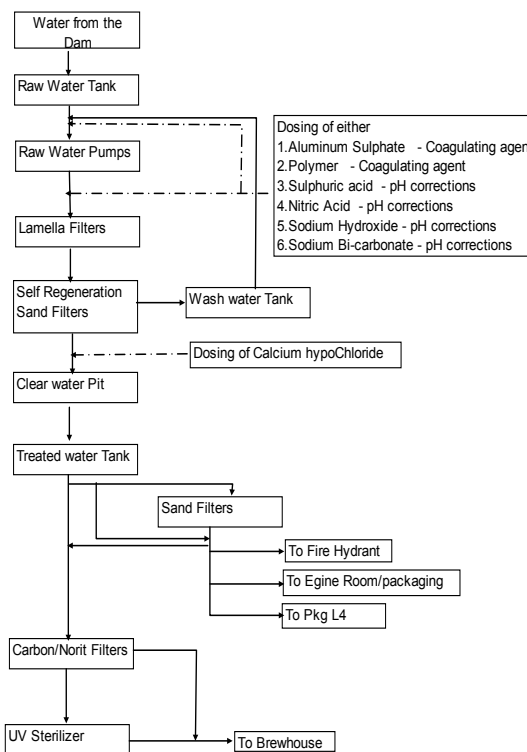 Water from the
Dam
Raw Water Tank
Raw Water Pumps
Dosing of either
1.Aluminum Sulphate - Coagulating agent
2.Polymer - Coagulating agent
3.Sulphuric acid - pH corrections
4.Nitric Acid - pH corrections
5.Sodium Hydroxide - pH corrections
6.Sodium Bi-carbonate - pH corrections
Lamella Filters
Self Regeneration
Sand Filters
Wash water Tank
Dosing of Calcium hypoChloride
Clear water Pit
Treated water Tank
Sand Filters
To Fire Hydrant
To Egine Room/packaging
To Pkg L4
Carbon/Norit Filters
UV Sterilizer
To Brewhouse